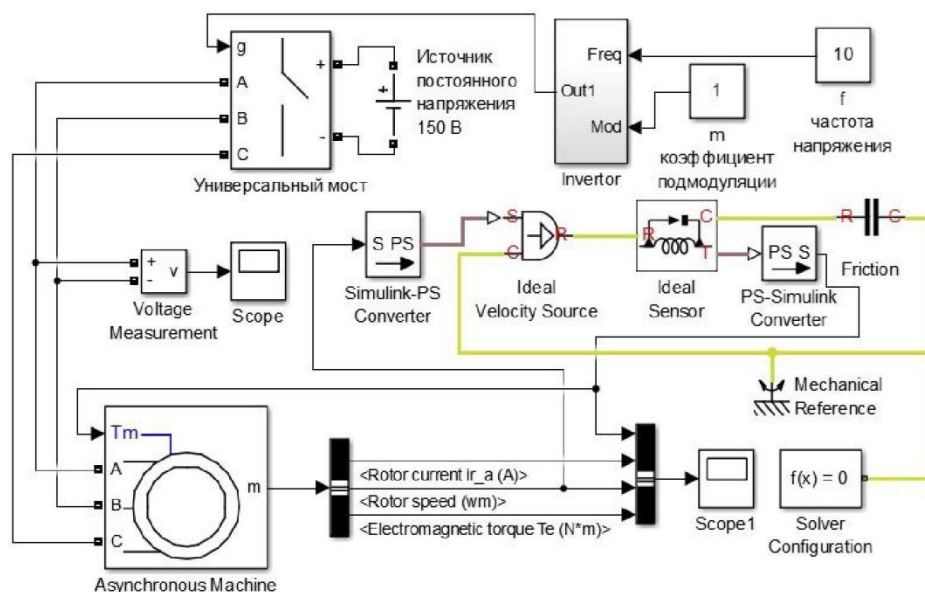 g
A
B
C
+
-
Универсальный мост
+
Источник
постоянного
напряжения
150 В
Freq
Out1
Mod
Invertor
1
m
коэффициент
подмодуляции
10
f
частота
напряжения
S PS
Simulink-PS
Converter
S
C
R
Ideal
Velocity Source
R
C
T
Ideal
Sensor
PS S
PS-Simulink
Converter
R
C
Friction
+
-
v
Voltage
Measurement
Scope
Mechanical
Reference
Tm
A
B
C
m
Asynchronous Machine
<Rotor current ir_a (A)>
<Rotor speed (wm)>
<Electromagnetic torque Te (N*m)>
Scope1
f(x) = 0
Solver
Configuration